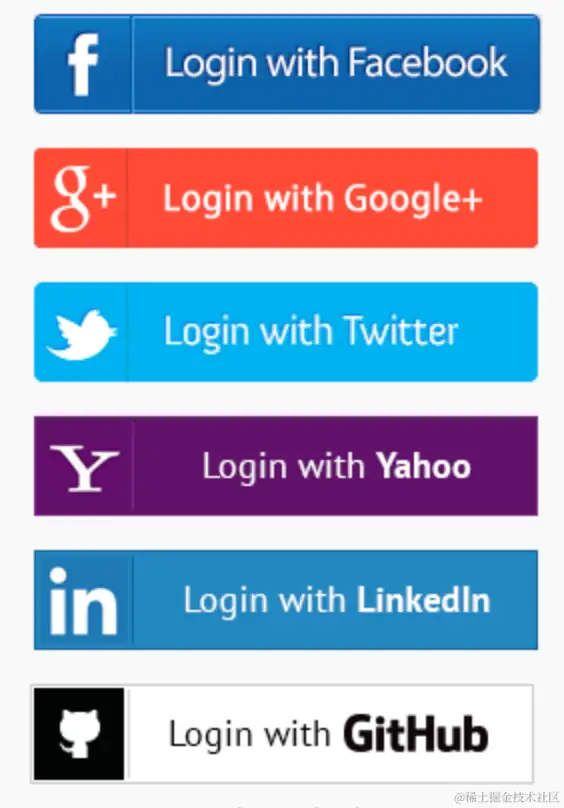 f Login with Facebook
g+ Login with Google+
Login with Twitter
Y Login with Yahoo
in Login with LinkedIn
Login with GitHub
@稀土掘金技术社区